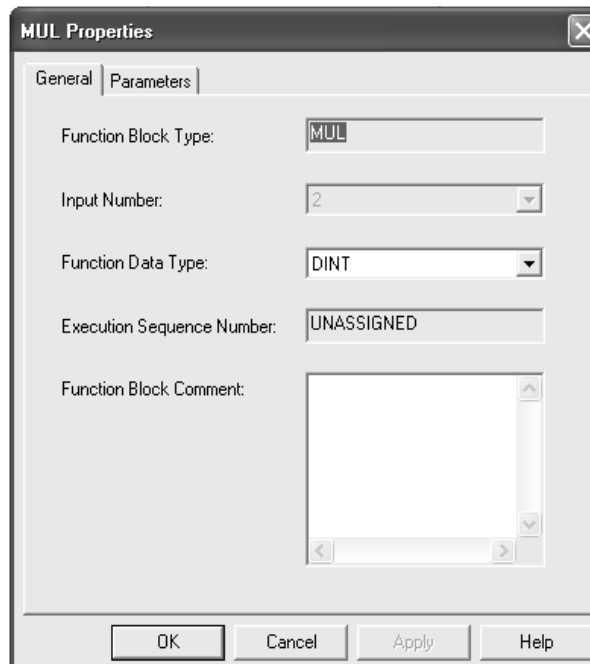 MUL Properties
General Parameters
Function Block Type: MUL
Input Number: 2
Function Data Type: DINT
Execution Sequence Number: UNASSIGNED
Function Block Comment:
OK Cancel Apply Help